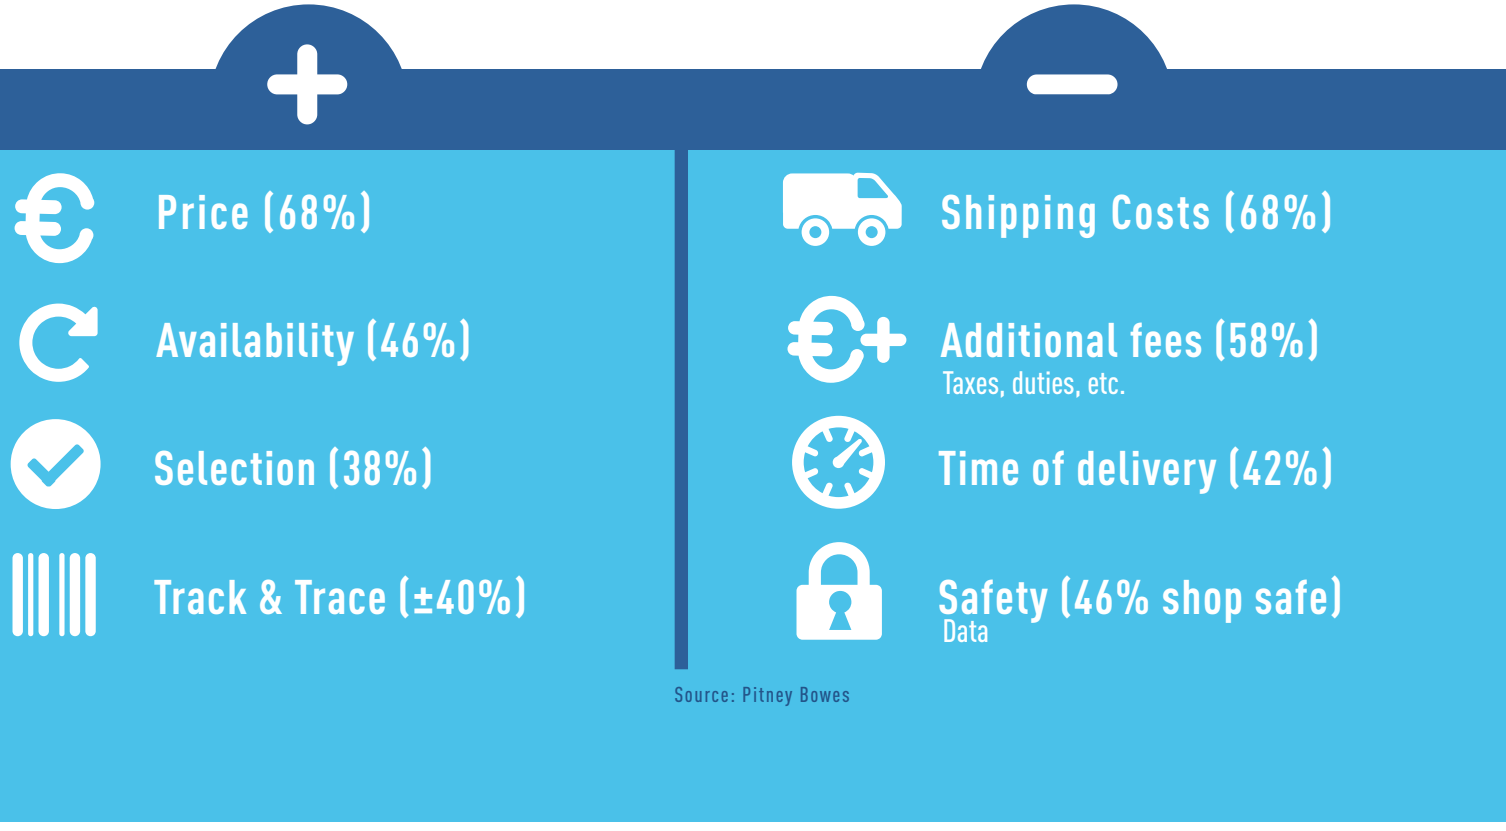 Price (68%)
Availability (46%)
Selection (38%)
Track & Trace (±40%)
Shipping Costs (68%)
Additional fees (58%)
Taxes, duties, etc.
Time of delivery (42%)
Safety (46% shop safe)
Data
Source: Pitney Bowes